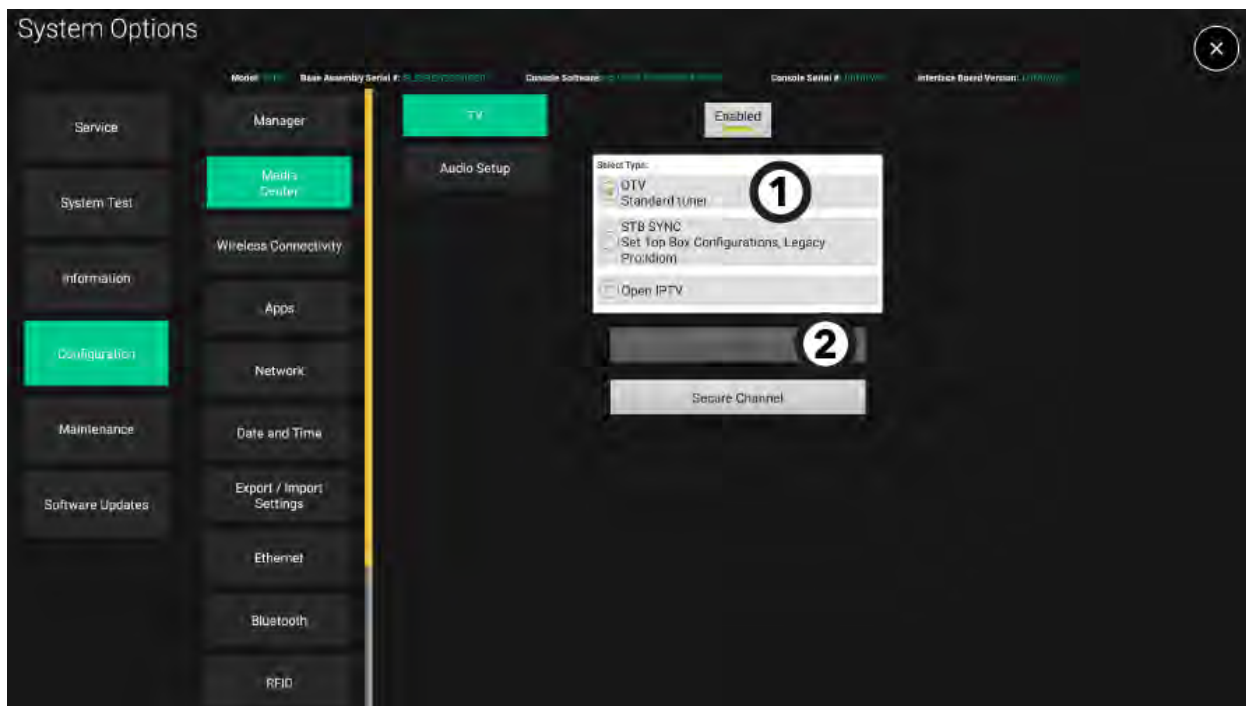 System Options
Model: Base Assembly Serial #: Console Software: Console Serial #: Interface Board Version:
Service
System Test
Information
Configuration
Maintenance
Software Updates
Manager
Media
Center
Wireless Connectivity
Apps
Network
Date and Time
Export / Import
Settings
Ethernet
Bluetooth
RFID
TV
Audio Setup
Enabled
Select Type:
OTV
Standard tuner
1
STB SYNC
Set Top Box Configurations, Legacy
Pro:Idiom
Open IPTV
2
Secure Channel